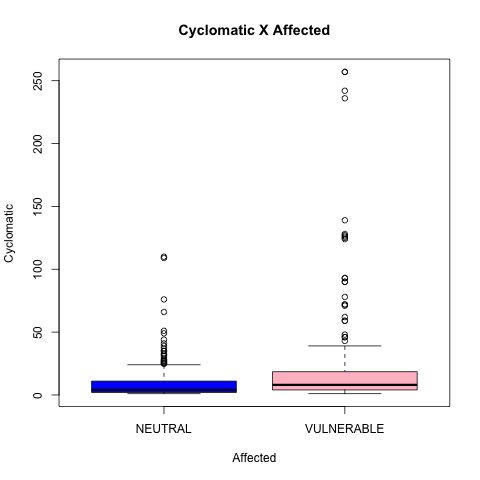 Cyclomatic X Affected
Cyclomatic
250
200
150
100
50
0
NEUTRAL
VULNERABLE
Affected